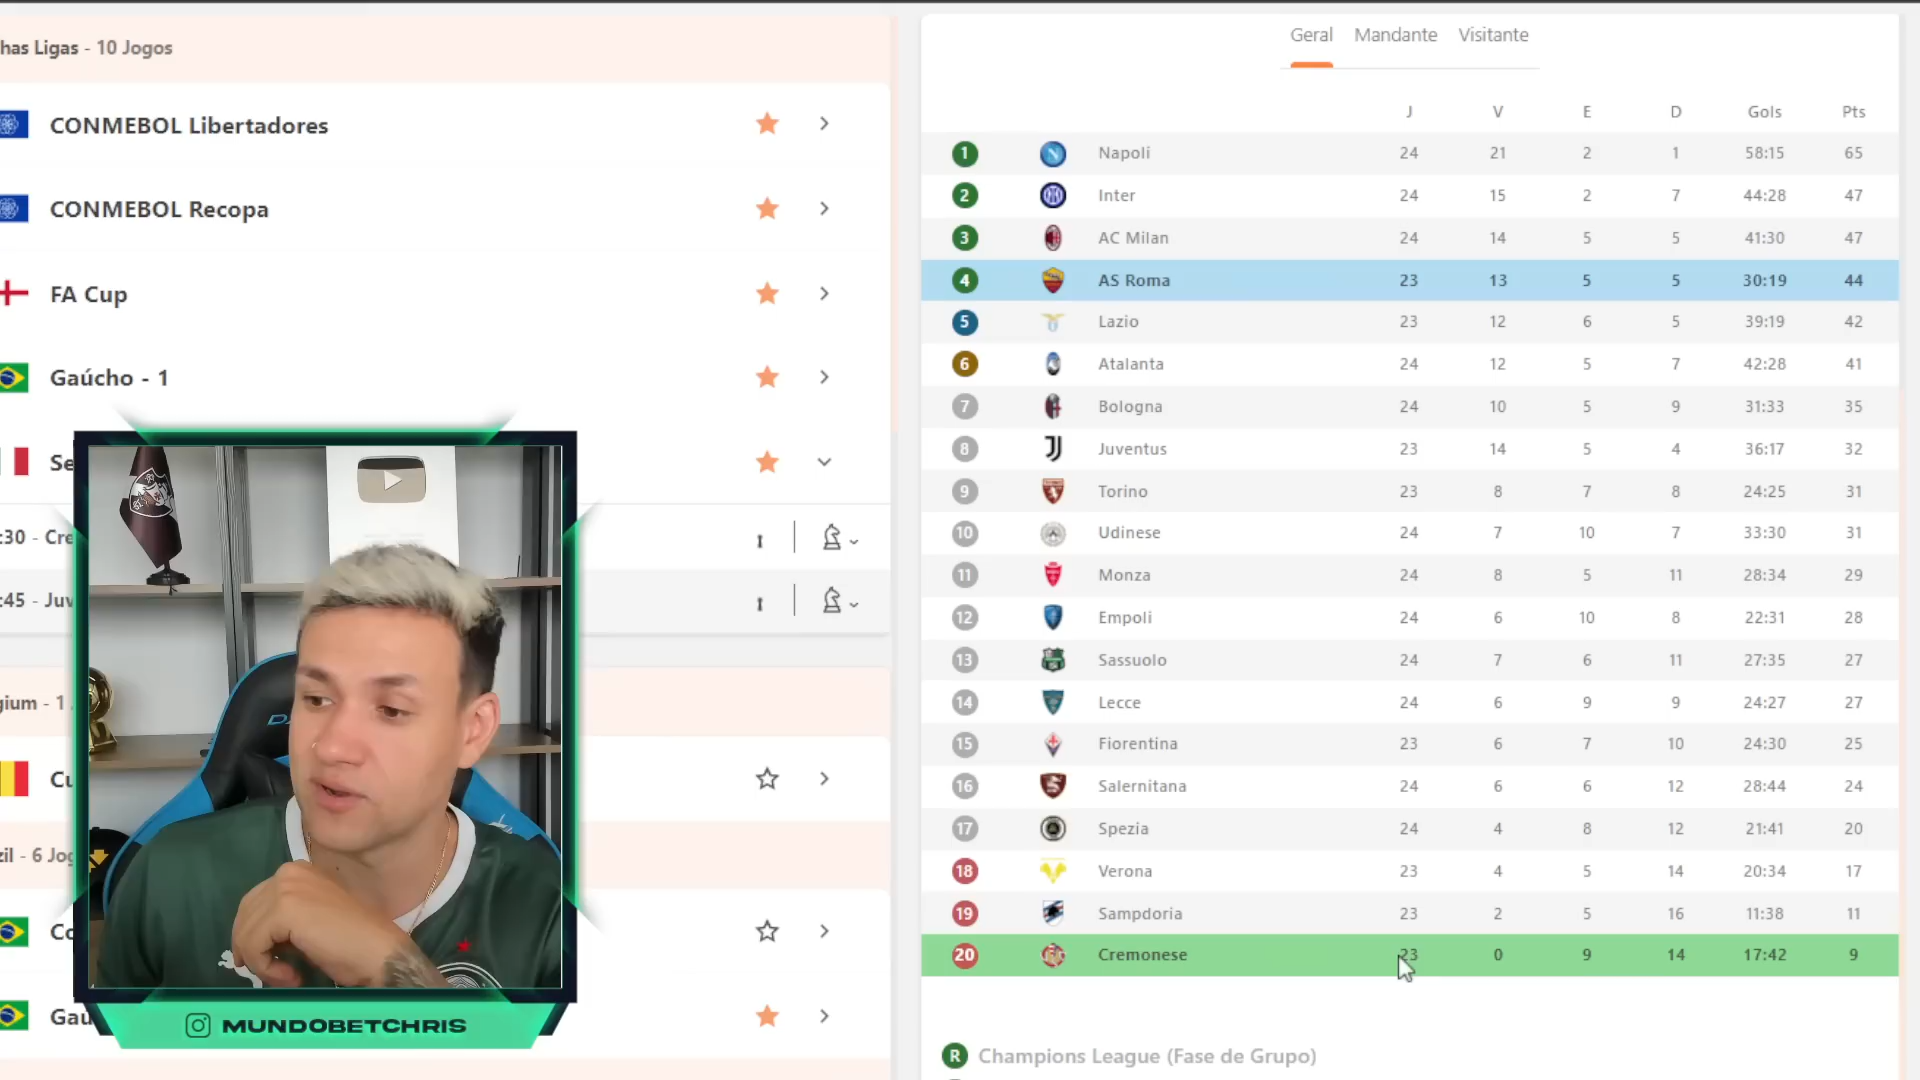 has Ligas - 10 Jogos
CONMEBOL Libertadores
CONMEBOL Recopa
FA Cup
Gaúcho - 1
Se
:30 - Cre
:45 - Juv
gium - 1
Cu
zil - 6 Jog
Co
Gaú
MUNDOBETCHRIS
Geral Mandante Visitante
J V E D Gols Pts
1 Napoli 24 21 2 1 58:15 65
2 Inter 24 15 2 7 44:28 47
3 AC Milan 24 14 5 5 41:30 47
4 AS Roma 23 13 5 5 30:19 44
5 Lazio 23 12 6 5 39:19 42
6 Atalanta 24 12 5 7 42:28 41
7 Bologna 24 10 5 9 31:33 35
8 Juventus 23 14 5 4 36:17 32
9 Torino 23 8 7 8 24:25 31
10 Udinese 24 7 10 7 33:30 31
11 Monza 24 8 5 11 28:34 29
12 Empoli 24 6 10 8 22:31 28
13 Sassuolo 24 7 6 11 27:35 27
14 Lecce 24 6 9 9 24:27 27
15 Fiorentina 23 6 7 10 24:30 25
16 Salernitana 24 6 6 12 28:44 24
17 Spezia 24 4 8 12 21:41 20
18 Verona 23 4 5 14 20:34 17
19 Sampdoria 23 2 5 16 11:38 11
20 Cremonese 23 0 9 14 17:42 9
R Champions League (Fase de Grupo)